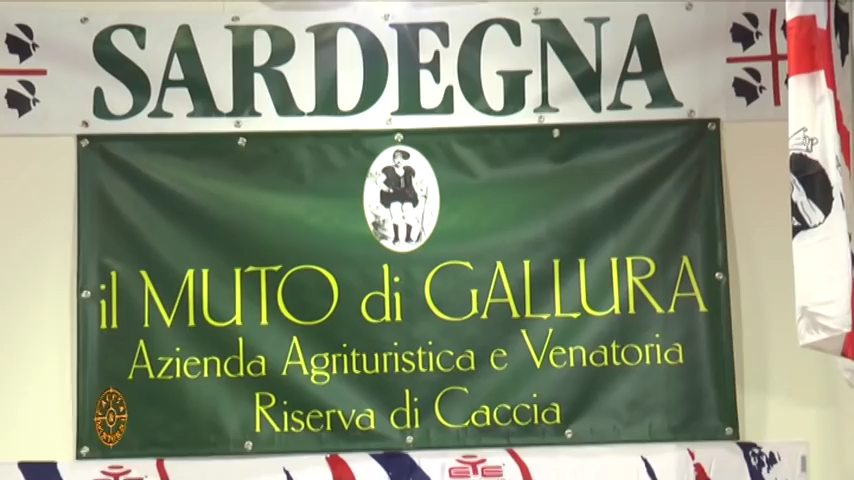 SARDEGNA
il MUTO di GALLURA
Azienda Agrituristica e Venatoria
Riserva di Caccia